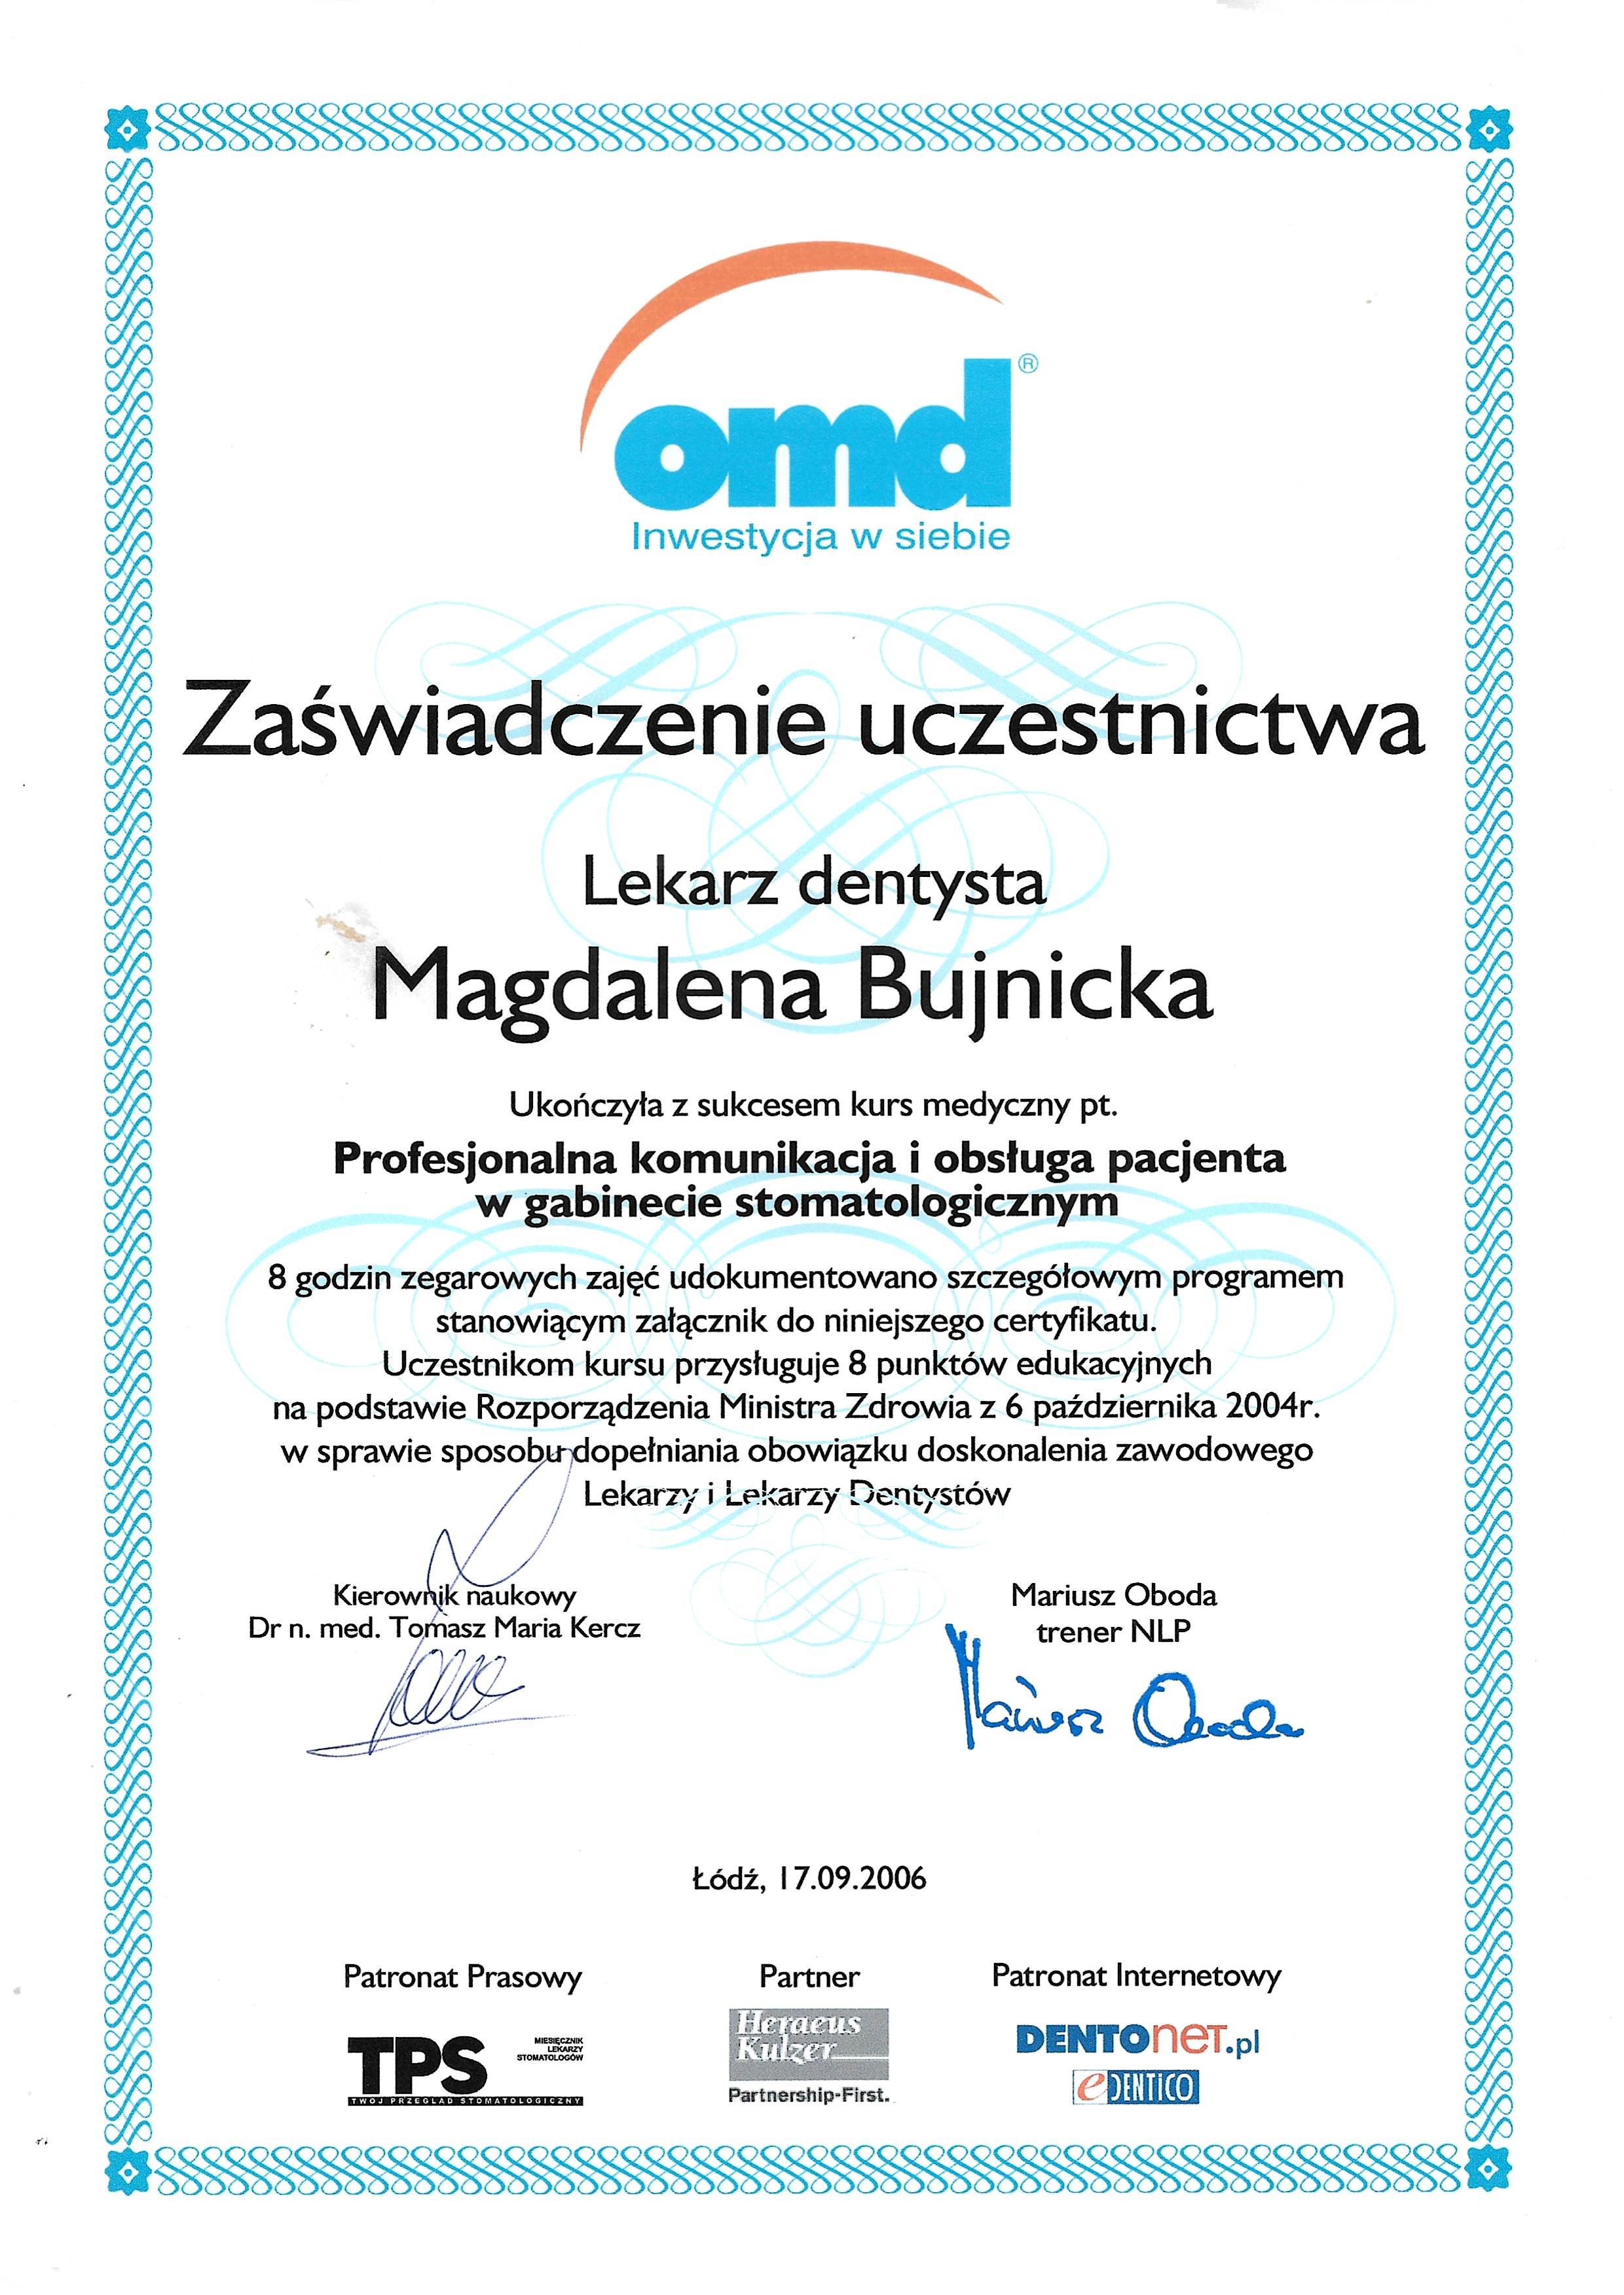 omd®
Inwestycja w siebie
Zaświadczenie uczestnictwa
Lekarz dentysta
Magdalena Bujnicka
Ukończyła z sukcesem kurs medyczny pt.
Profesjonalna komunikacja i obsługa pacjenta
w gabinecie stomatologicznym
8 godzin zegarowych zajęć udokumentowano szczegółowym programem
stanowiącym załącznik do niniejszego certyfikatu.
Uczestnikom kursu przysługuje 8 punktów edukacyjnych
na podstawie Rozporządzenia Ministra Zdrowia z 6 października 2004r.
w sprawie sposobu dopełniania obowiązku doskonalenia zawodowego
Lekarzy i Lekarzy Dentystów
Kierownik naukowy
Dr n. med. Tomasz Maria Kercz
Mariusz Oboda
trener NLP
Mariusz Oboda
Łódź, 17.09.2006
Patronat Prasowy
TPS
MIESIĘCZNIK
LEKARZY
STOMATOLOGÓW
TWÓJ PRZEGLĄD STOMATOLOGICZNY
Partner
Heraeus
Kulzer
Partnership-First.
Patronat Internetowy
DENTOneT.pl
eDENTICO